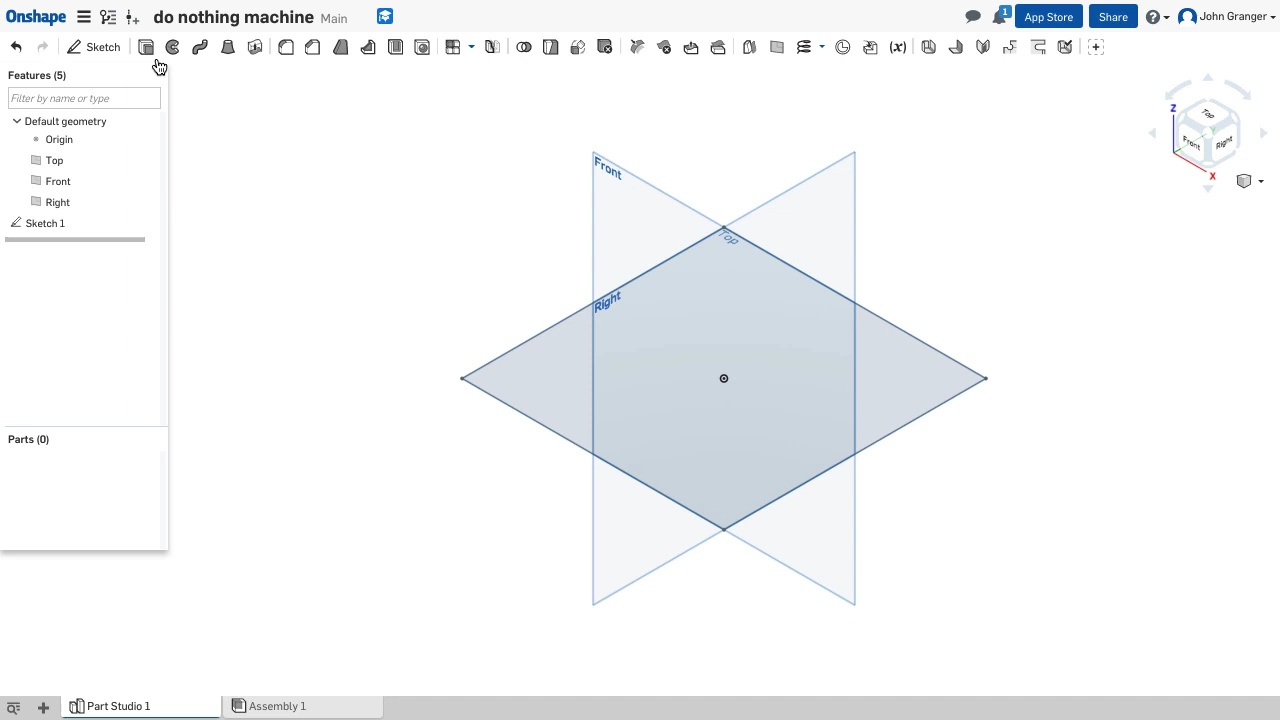 Onshape do nothing machine Main 1 App Store Share ? John Granger
Sketch (x)
Features (5)
Filter by name or type
Default geometry
Origin
Top
Front
Right
Sketch 1
Parts (0)
Front
Top
Right
Z
Top
Front
Right
X
Part Studio 1 Assembly 1